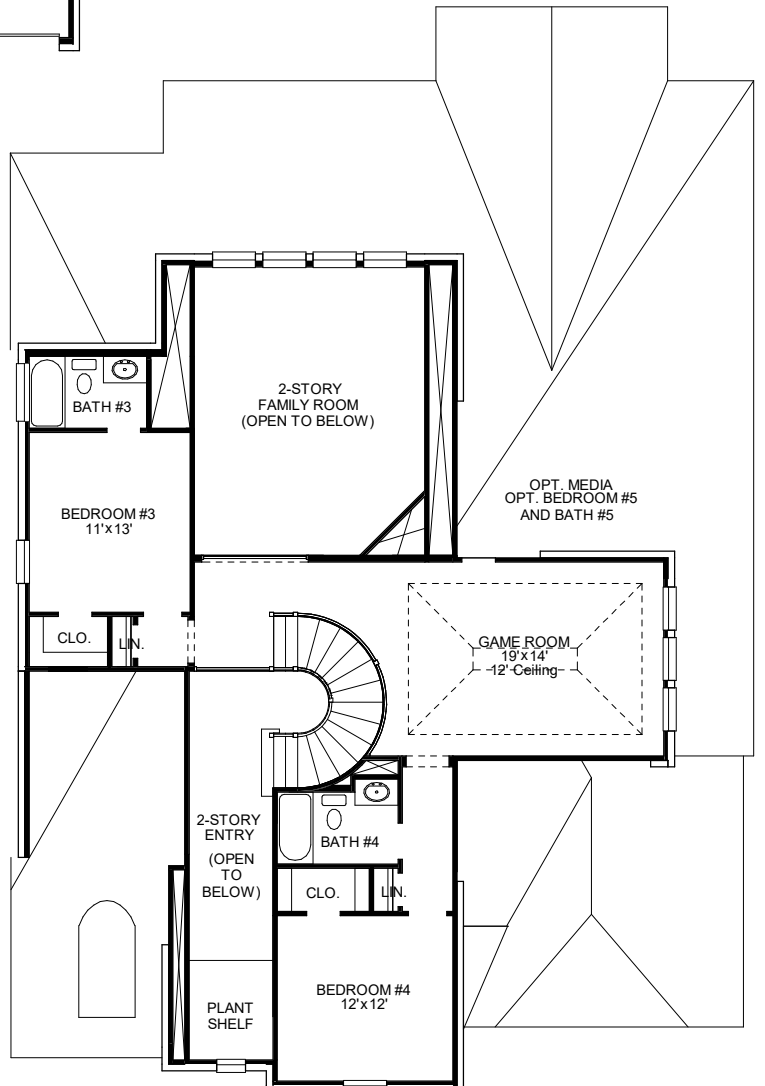 2-STORY
FAMILY ROOM
(OPEN TO BELOW)
BATH #3
OPT. MEDIA
OPT. BEDROOM #5
AND BATH #5
BEDROOM #3
11'x13'
CLO.
LIN.
GAME ROOM
19'x14'
12' Ceiling
2-STORY
ENTRY
(OPEN
TO
BELOW)
BATH #4
CLO.
LIN.
BEDROOM #4
12'x12'
PLANT
SHELF